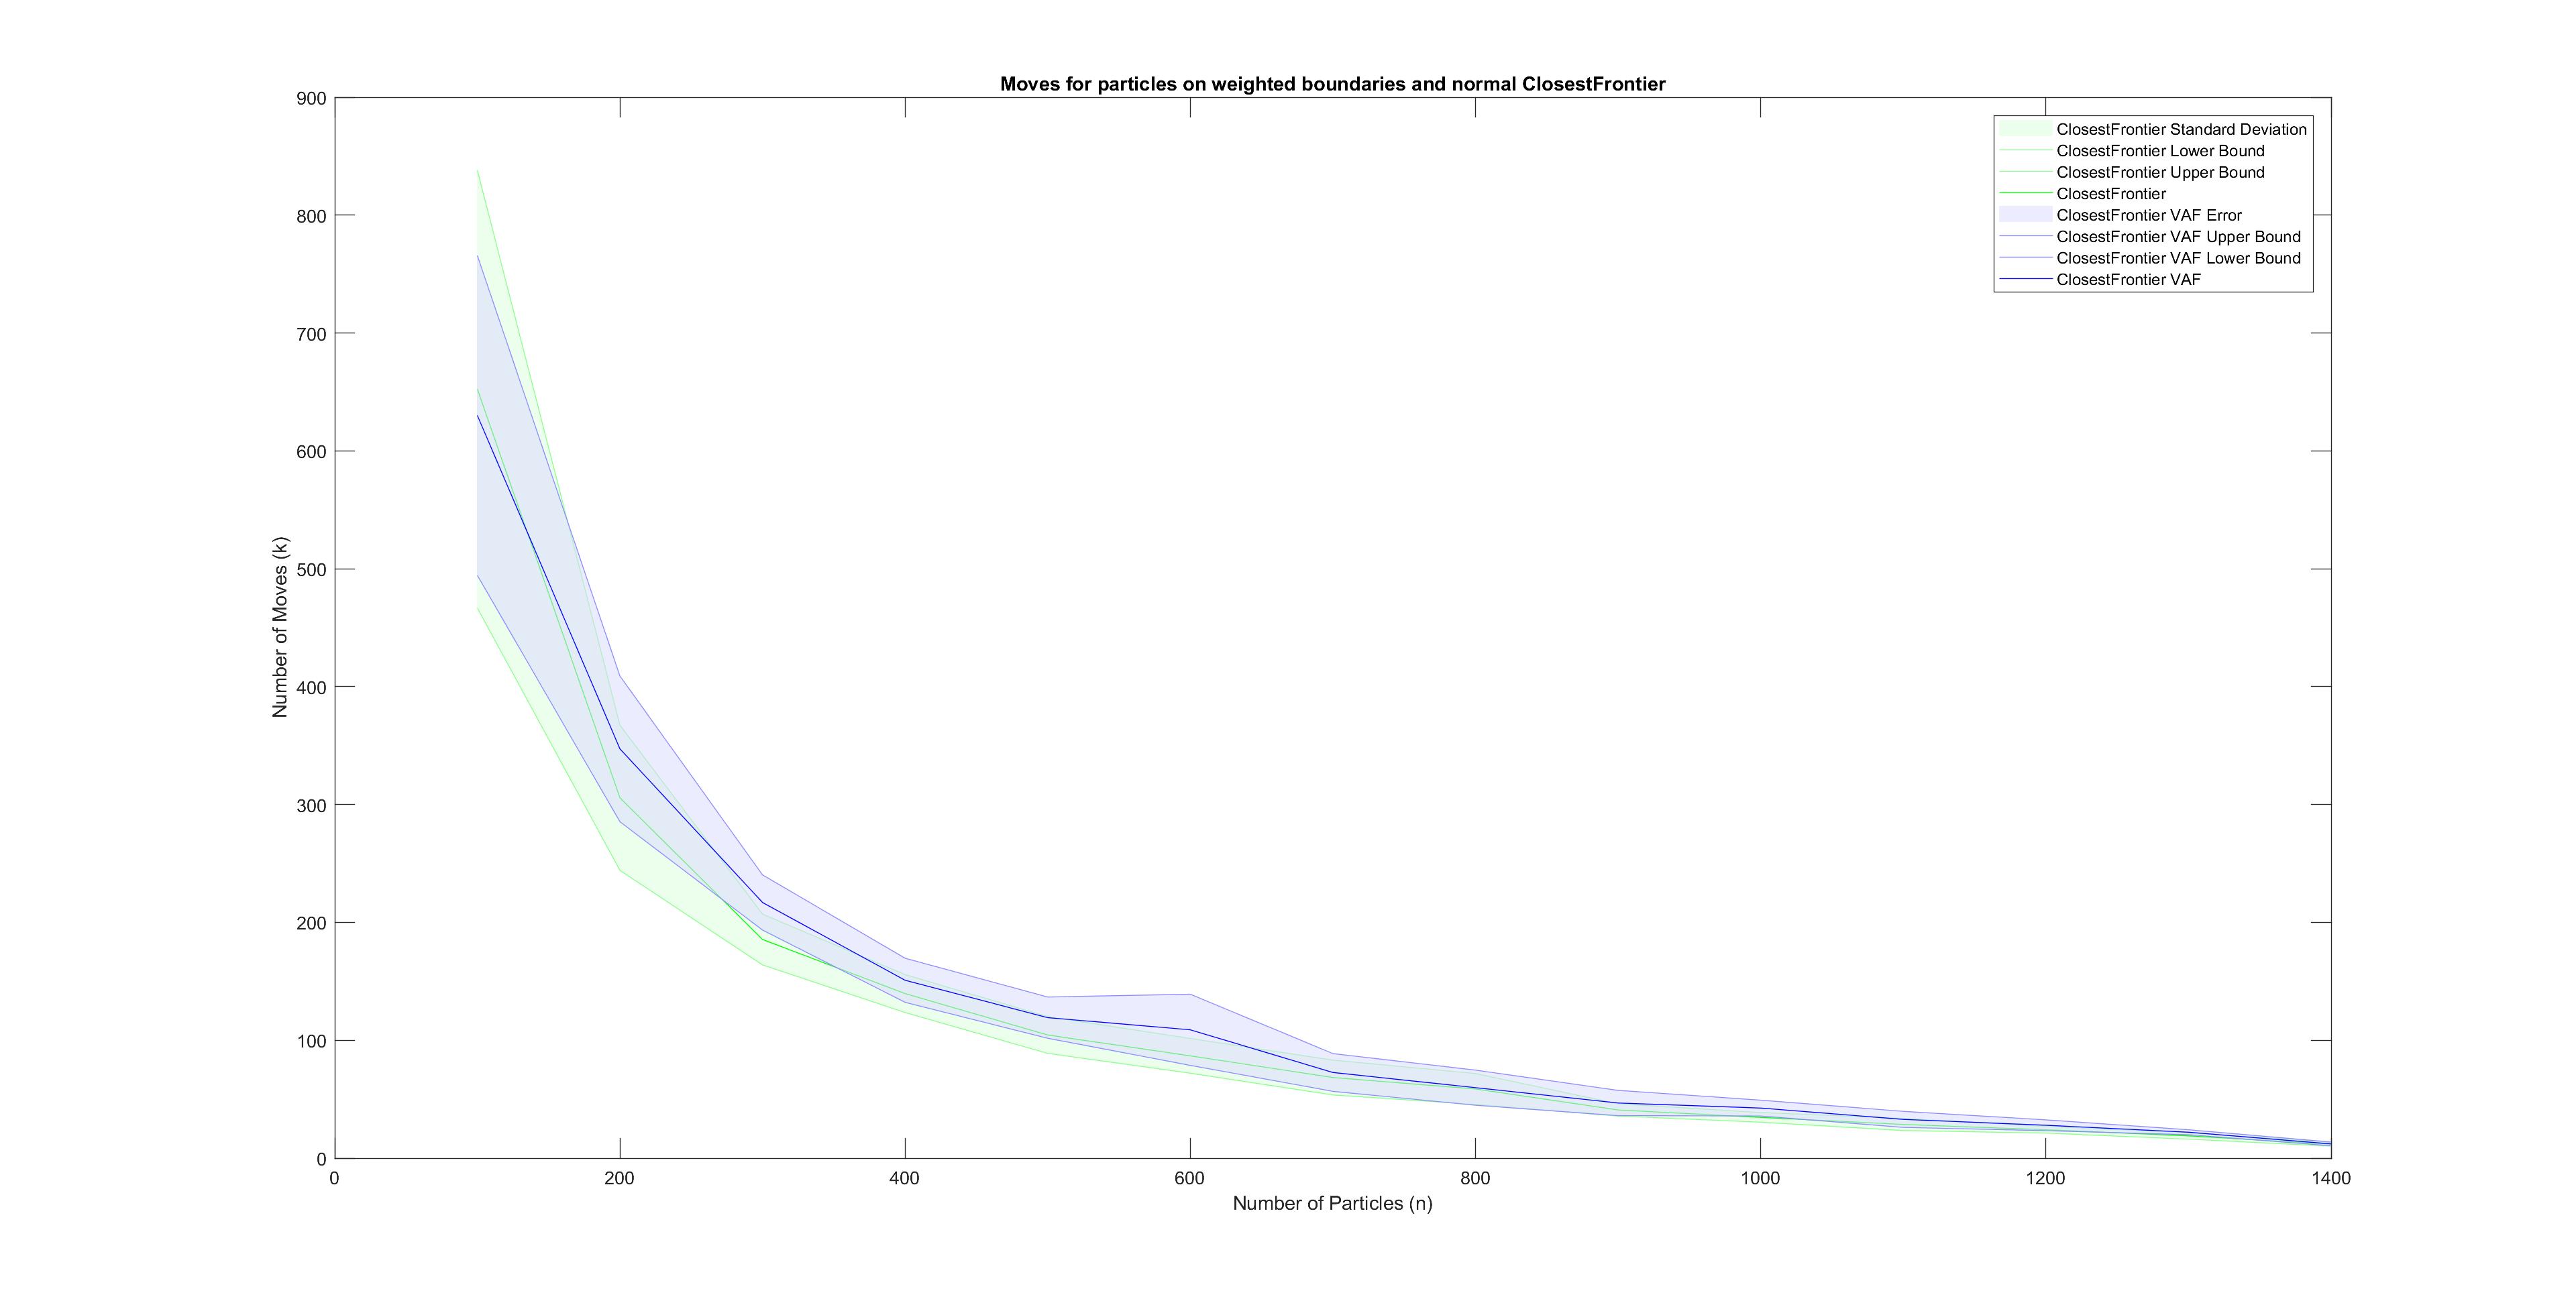 Moves for particles on weighted boundaries and normal ClosestFrontier
900
800
700
600
500
400
300
200
100
0
Number of Moves (k)
ClosestFrontier Standard Deviation
ClosestFrontier Lower Bound
ClosestFrontier Upper Bound
ClosestFrontier
ClosestFrontier VAF Error
ClosestFrontier VAF Upper Bound
ClosestFrontier VAF Lower Bound
ClosestFrontier VAF
0 200 400 600 800 1000 1200 1400
Number of Particles (n)